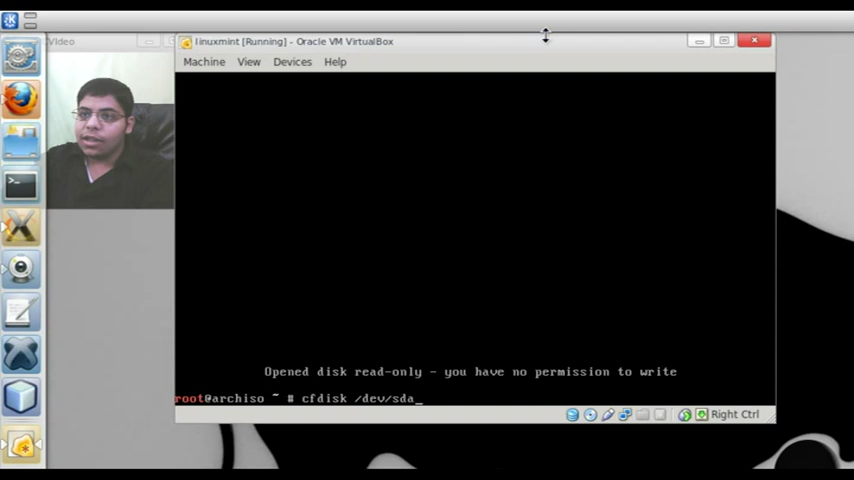 Video
linuxmint [Running] - Oracle VM VirtualBox
Machine View Devices Help
Opened disk read-only - you have no permission to write
root@archiso ~ # cfdisk /dev/sda_
Right Ctrl